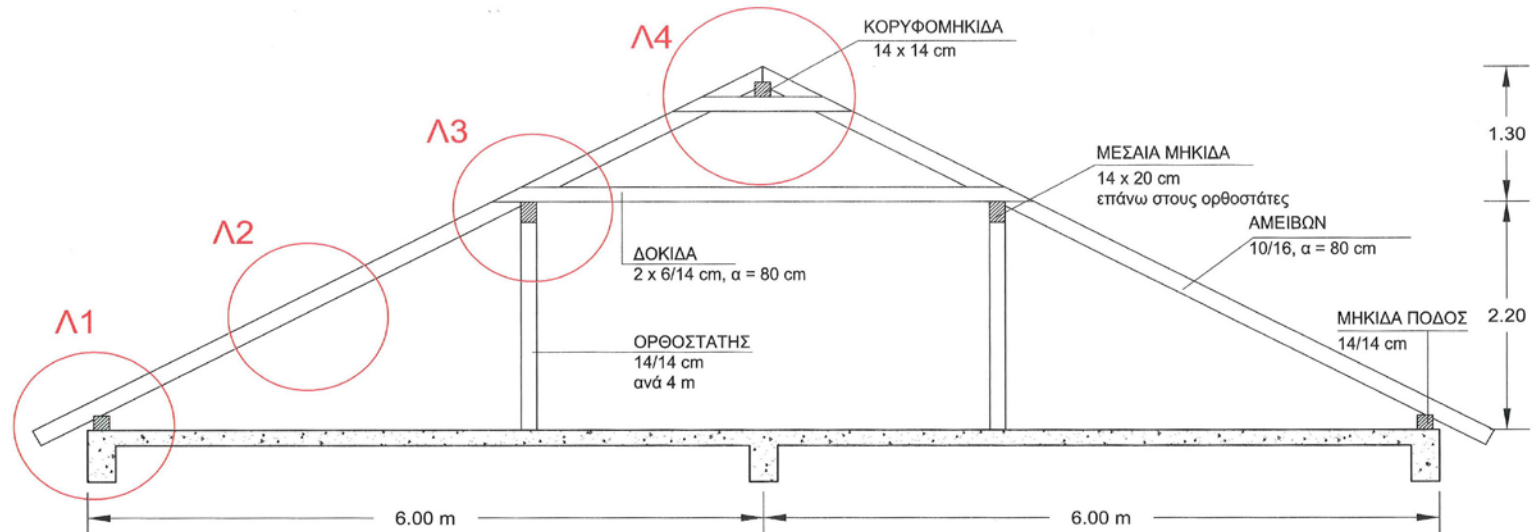 Λ4
ΚΟΡΥΦΟΜΗΚΙΔΑ
14 x 14 cm
1.30
Λ3
ΜΕΣΑΙΑ ΜΗΚΙΔΑ
14 x 20 cm
επάνω στους ορθοστάτες
Λ2
ΔΟΚΙΔΑ
2 x 6/14 cm, α = 80 cm
ΑΜΕΙΒΩΝ
10/16, α = 80 cm
Λ1
ΟΡΘΟΣΤΑΤΗΣ
14/14 cm
ανά 4 m
ΜΗΚΙΔΑ ΠΟΔΟΣ
14/14 cm
2.20
6.00 m
6.00 m